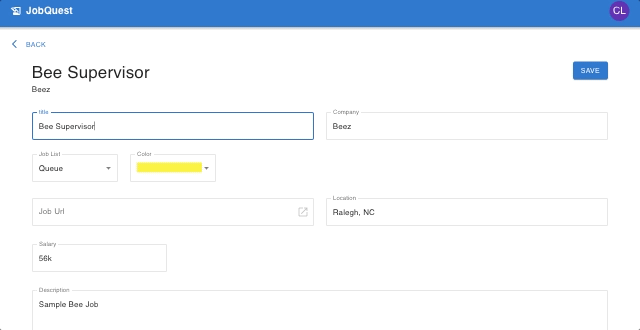 JobQuest
CL
BACK
Bee Supervisor
SAVE
Beez
title
Company
Bee Supervisor
Beez
Job List
Color
Queue
Location
Job Url
Ralegh, NC
Salary
56k
Description
Sample Bee Job